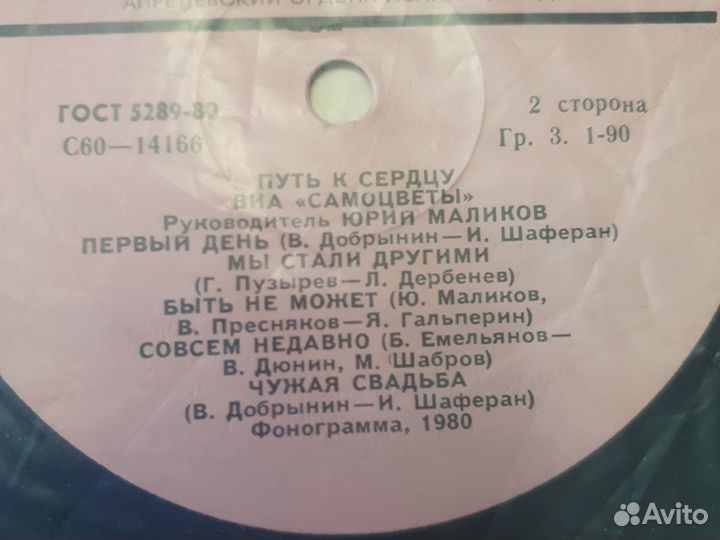 ГОСТ 5289-80
2 сторона
С60—14166
Гр. 3. 1-90
ПУТЬ К СЕРДЦУ
ВИА «САМОЦВЕТЫ»
Руководитель ЮРИЙ МАЛИКОВ
ПЕРВЫЙ ДЕНЬ (В. Добрынин—И. Шаферан)
МЫ СТАЛИ ДРУГИМИ
(Г. Пузырев—Л. Дербенев)
БЫТЬ НЕ МОЖЕТ (Ю. Маликов,
В. Пресняков—Я. Гальперин)
СОВСЕМ НЕДАВНО (Б. Емельянов—
В. Дюнин, М. Шабров)
ЧУЖАЯ СВАДЬБА
(В. Добрынин—И. Шаферан)
Фонограмма, 1980
Avito